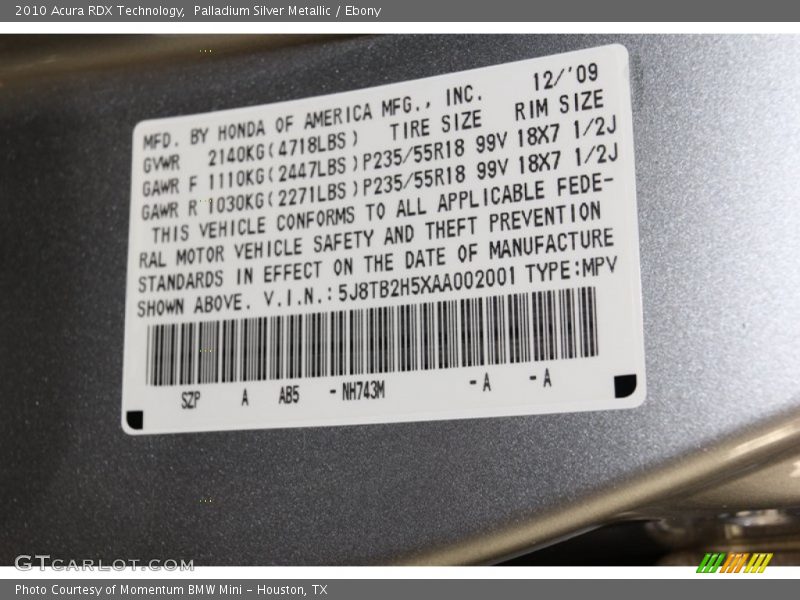 2010 Acura RDX Technology,  Palladium Silver Metallic / Ebony
12/'09
MFD. BY HONDA OF AMERICA MFG., INC.
GVWR 2140KG(4718LBS) TIRE SIZE RIM SIZE
GAWR F 1110KG(2447LBS)P235/55R18 99V 18X7 1/2J
GAWR R 1030KG(2271LBS)P235/55R18 99V 18X7 1/2J
THIS VEHICLE CONFORMS TO ALL APPLICABLE FEDE-
RAL MOTOR VEHICLE SAFETY AND THEFT PREVENTION
STANDARDS IN EFFECT ON THE DATE OF MANUFACTURE
SHOWN ABOVE. V.I.N.:5J8TB2H5XAA002001 TYPE:MPV
SZP A AB5 -NH743M -A -A
GTCARLOT.COM
Photo Courtesy of Momentum BMW Mini - Houston, TX